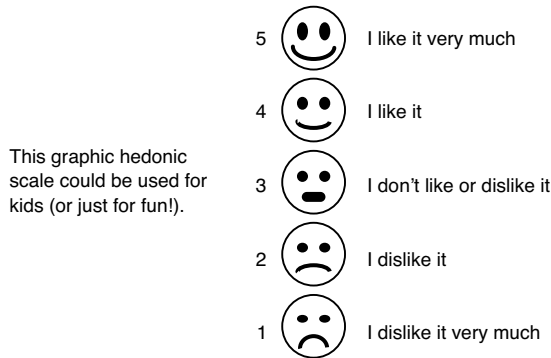 5 I like it very much
4 I like it
This graphic hedonic
scale could be used for
kids (or just for fun!).
3 I don't like or dislike it
2 I dislike it
1 I dislike it very much